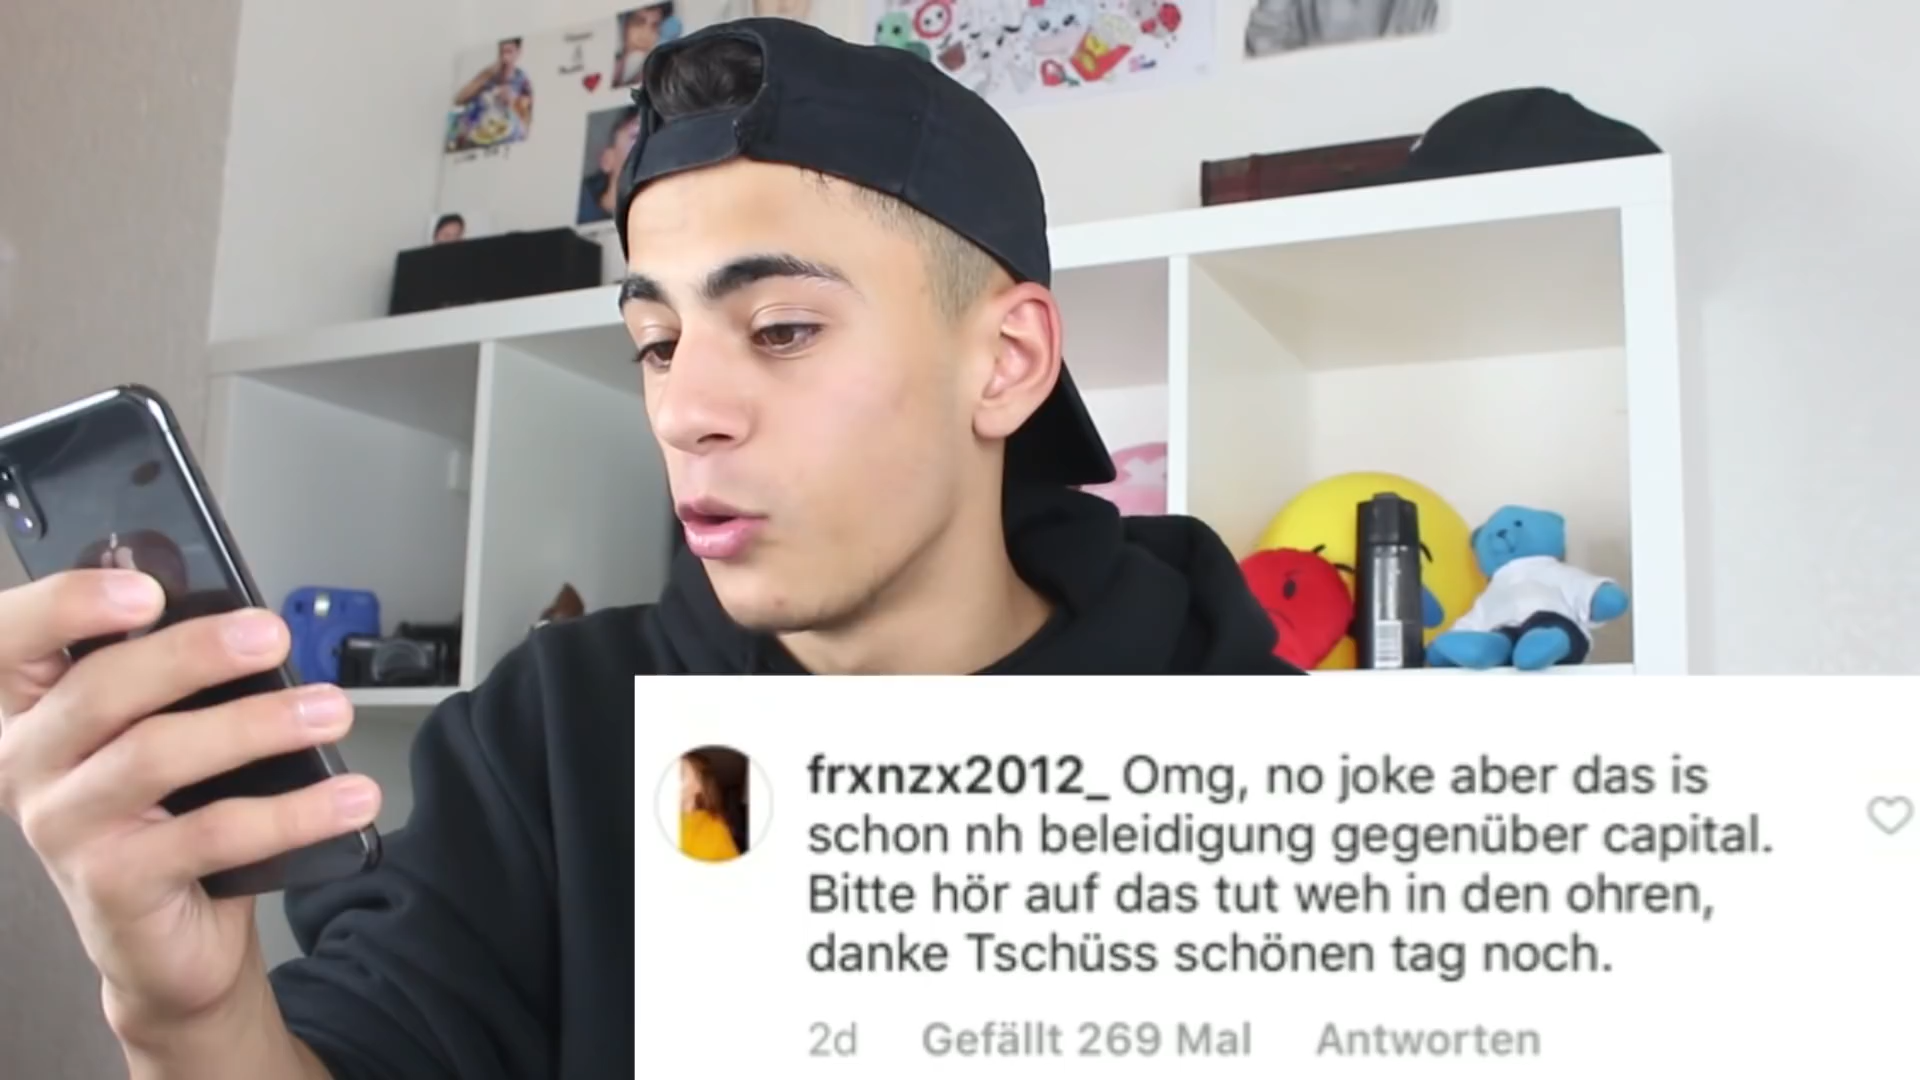 frxnzx2012_ Omg, no joke aber das is
schon nh beleidigung gegenüber capital.
Bitte hör auf das tut weh in den ohren,
danke Tschüss schönen tag noch.
2d Gefällt 269 Mal Antworten